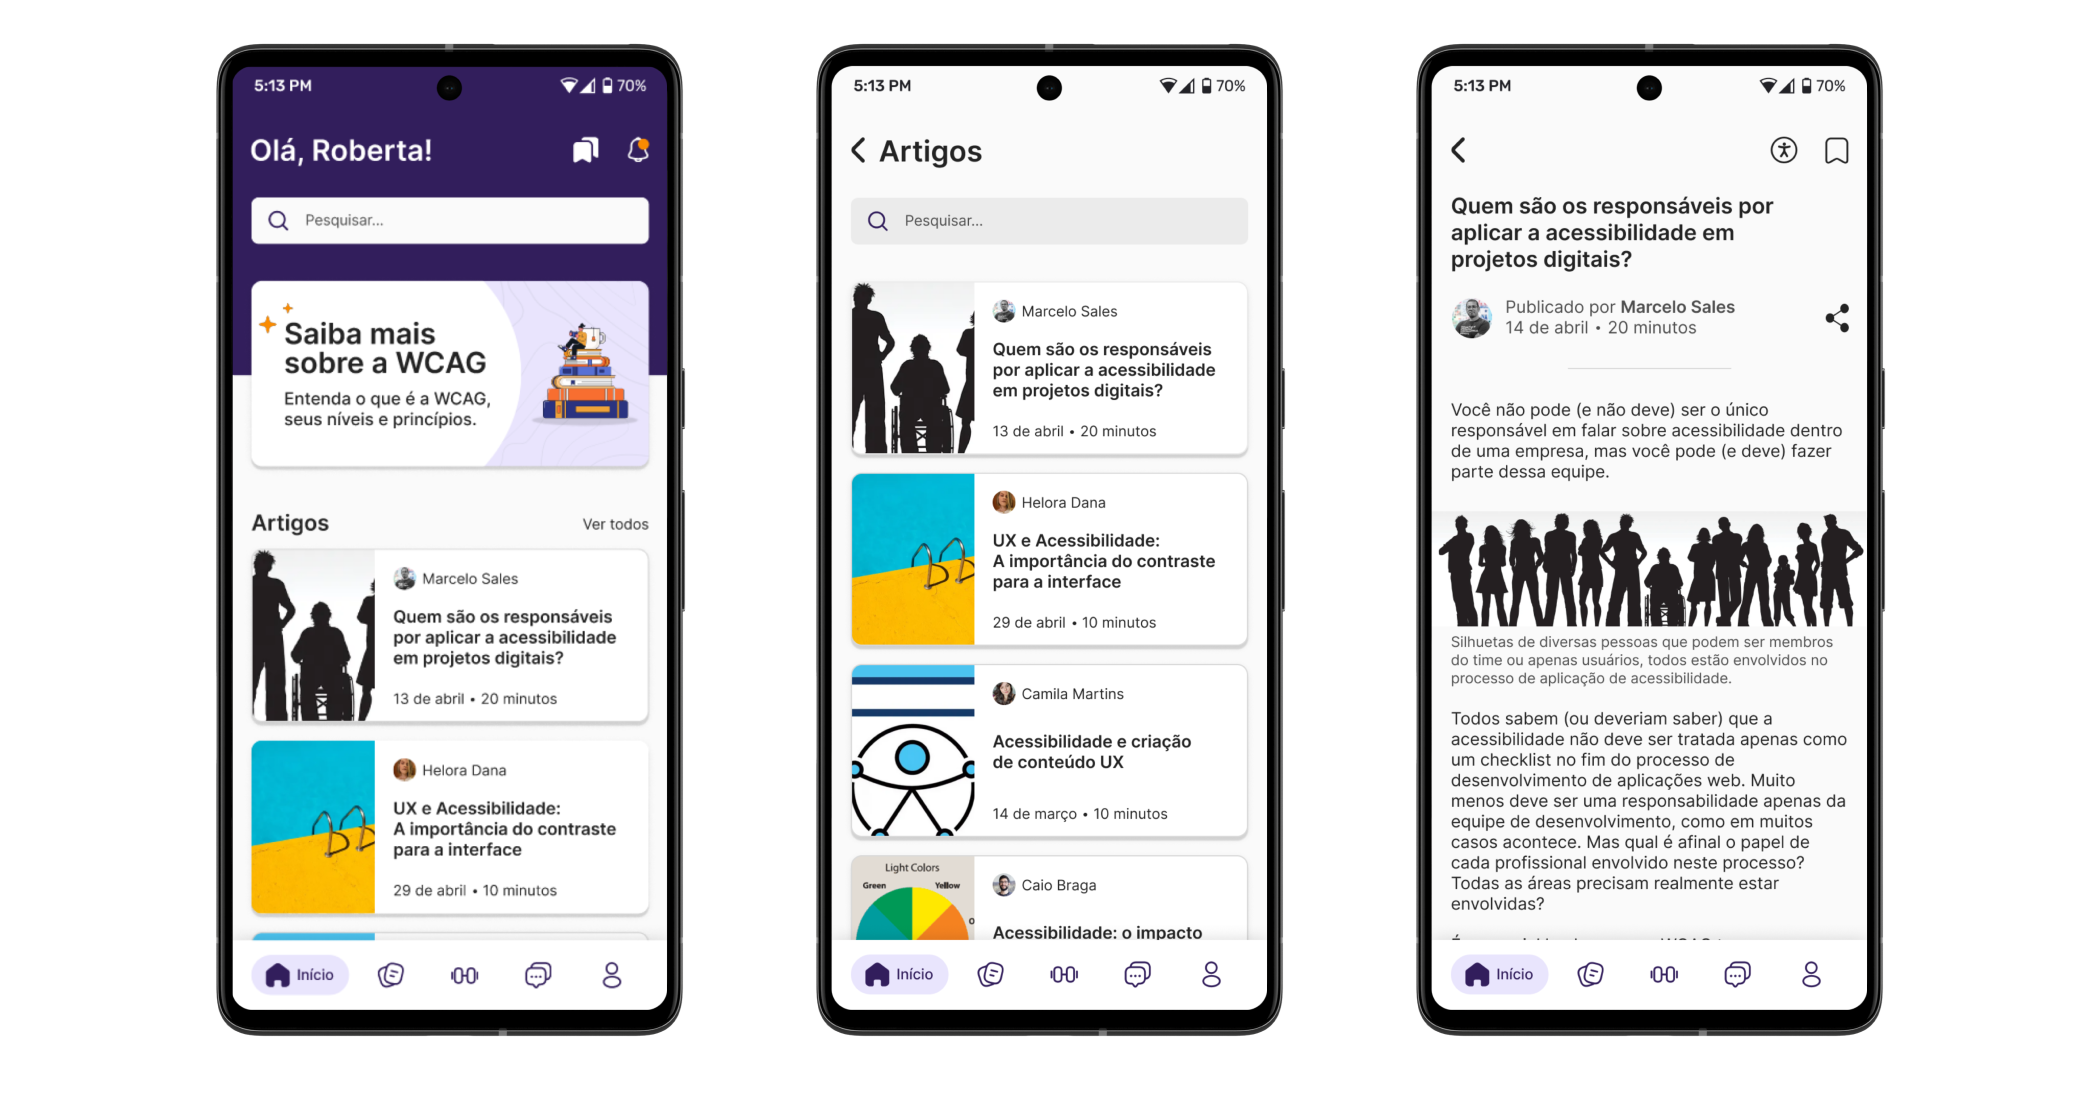 5:13 PM
70%
Olá, Roberta!
Pesquisar...
Saiba mais
sobre a WCAG
Entenda o que é a WCAG,
seus níveis e princípios.
Artigos
Ver todos
Marcelo Sales
Quem são os responsáveis
por aplicar a acessibilidade
em projetos digitais?
13 de abril • 20 minutos
Helora Dana
UX e Acessibilidade:
A importância do contraste
para a interface
29 de abril • 10 minutos
Início
5:13 PM
70%
Artigos
Pesquisar...
Marcelo Sales
Quem são os responsáveis
por aplicar a acessibilidade
em projetos digitais?
13 de abril • 20 minutos
Helora Dana
UX e Acessibilidade:
A importância do contraste
para a interface
29 de abril • 10 minutos
Camila Martins
Acessibilidade e criação
de conteúdo UX
14 de março • 10 minutos
Light Colors
Green
Yellow
Caio Braga
Acessibilidade: o impacto
Início
5:13 PM
70%
Quem são os responsáveis por
aplicar a acessibilidade em
projetos digitais?
Publicado por Marcelo Sales
14 de abril • 20 minutos
Você não pode (e não deve) ser o único
responsável em falar sobre acessibilidade dentro
de uma empresa, mas você pode (e deve) fazer
parte dessa equipe.
Silhuetas de diversas pessoas que podem ser membros
do time ou apenas usuários, todos estão envolvidos no
processo de aplicação de acessibilidade.
Todos sabem (ou deveriam saber) que a
acessibilidade não deve ser tratada apenas como
um checklist no fim do processo de
desenvolvimento de aplicações web. Muito
menos deve ser uma responsabilidade apenas da
equipe de desenvolvimento, como em muitos
casos acontece. Mas qual é afinal o papel de
cada profissional envolvido neste processo?
Todas as áreas precisam realmente estar
envolvidas?
Início